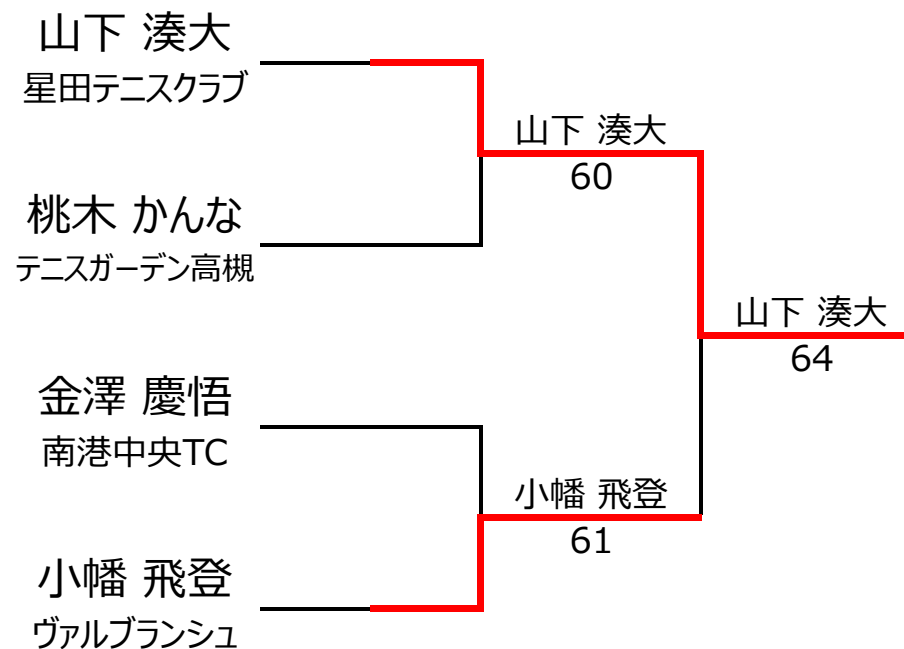 山下 湊大
星田テニスクラブ
山下 湊大
60
桃木 かんな
テニスガーデン高槻
山下 湊大
64
金澤 慶悟
南港中央TC
小幡 飛登
61
小幡 飛登
ヴァルブランシュ